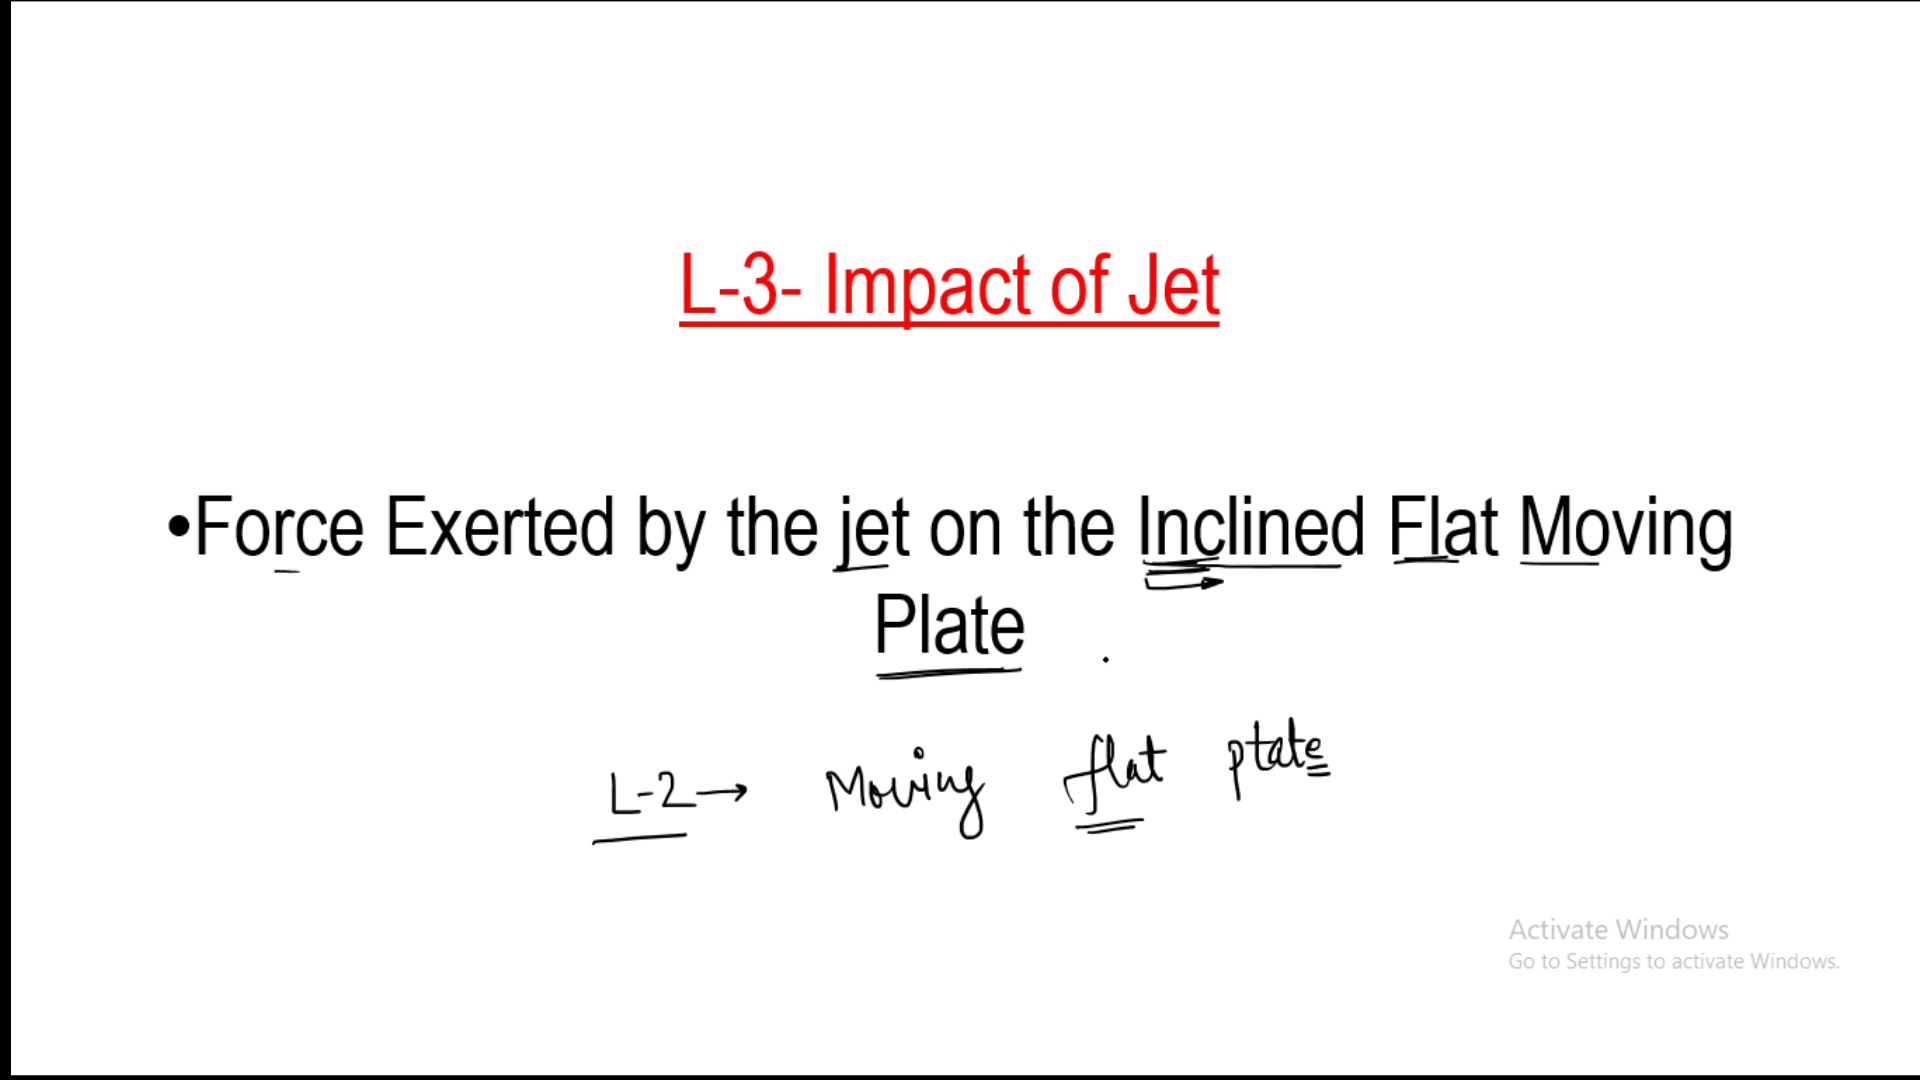 L-3- Impact of Jet
•Force Exerted by the jet on the Inclined Flat Moving
Plate
L-2→ Moving flat plate
Activate Windows
Go to Settings to activate Windows.